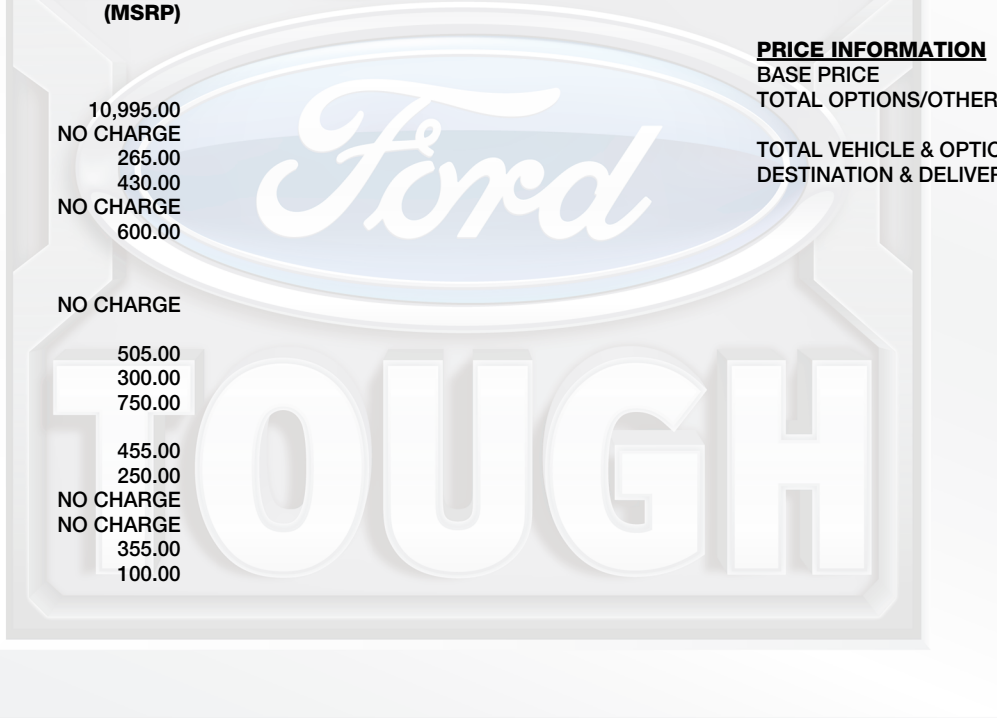 (MSRP)
10,995.00
NO CHARGE
265.00
430.00
NO CHARGE
600.00
NO CHARGE
505.00
300.00
750.00
455.00
250.00
NO CHARGE
NO CHARGE
355.00
100.00
PRICE INFORMATION
BASE PRICE
TOTAL OPTIONS/OTHER
TOTAL VEHICLE & OPTIO
DESTINATION & DELIVER
Ford
TOUGH